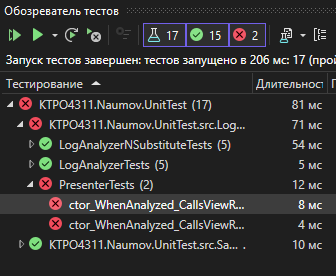 Обозреватель тестов
17 15 2
Запуск тестов завершен: тестов запущено в 206 мс: 17 (про
Тестирование Длительнос
KTPO4311.Naumov.UnitTest (17) 81 мс
KTPO4311.Naumov.UnitTest.src.Log... 71 мс
LogAnalyzerNSubstituteTests (5) 54 мс
LogAnalyzerTests (5) 5 мс
PresenterTests (2) 12 мс
ctor_WhenAnalyzed_CallsViewR... 8 мс
ctor_WhenAnalyzed_CallsViewR... 4 мс
KTPO4311.Naumov.UnitTest.src.Sa... 10 мс